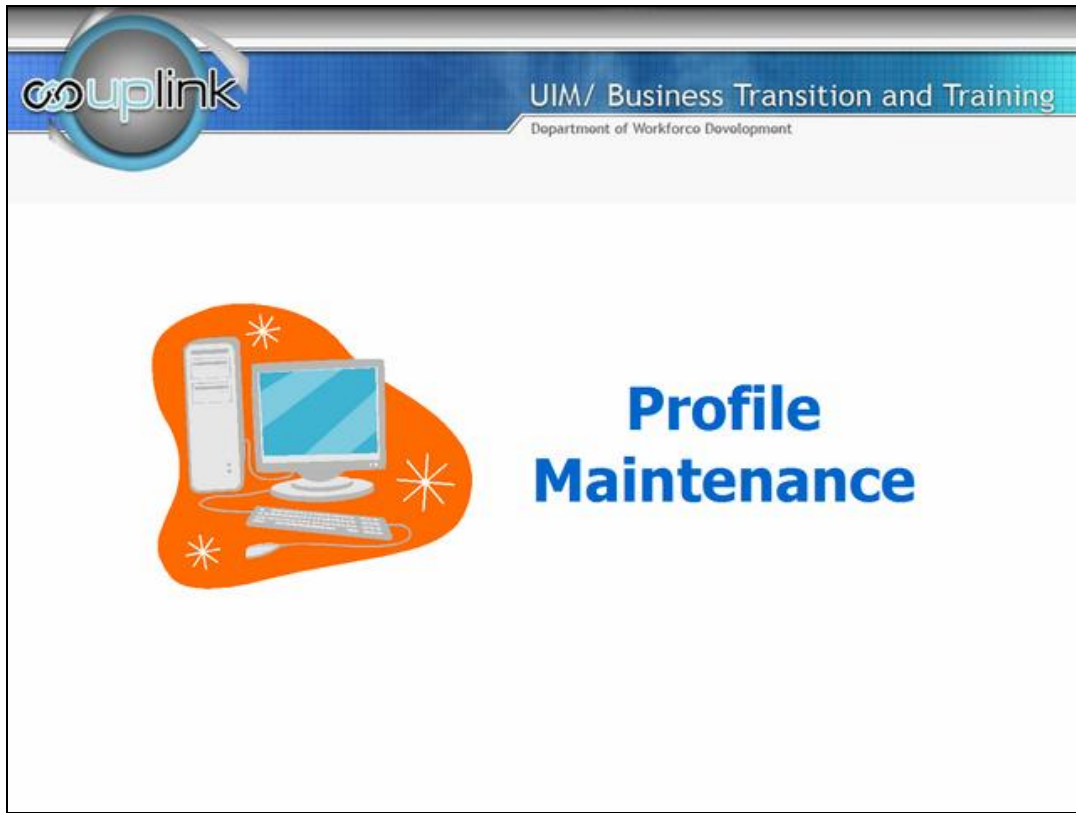 uplink
UIM/ Business Transition and Training
Department of Workforce Development
Profile
Maintenance